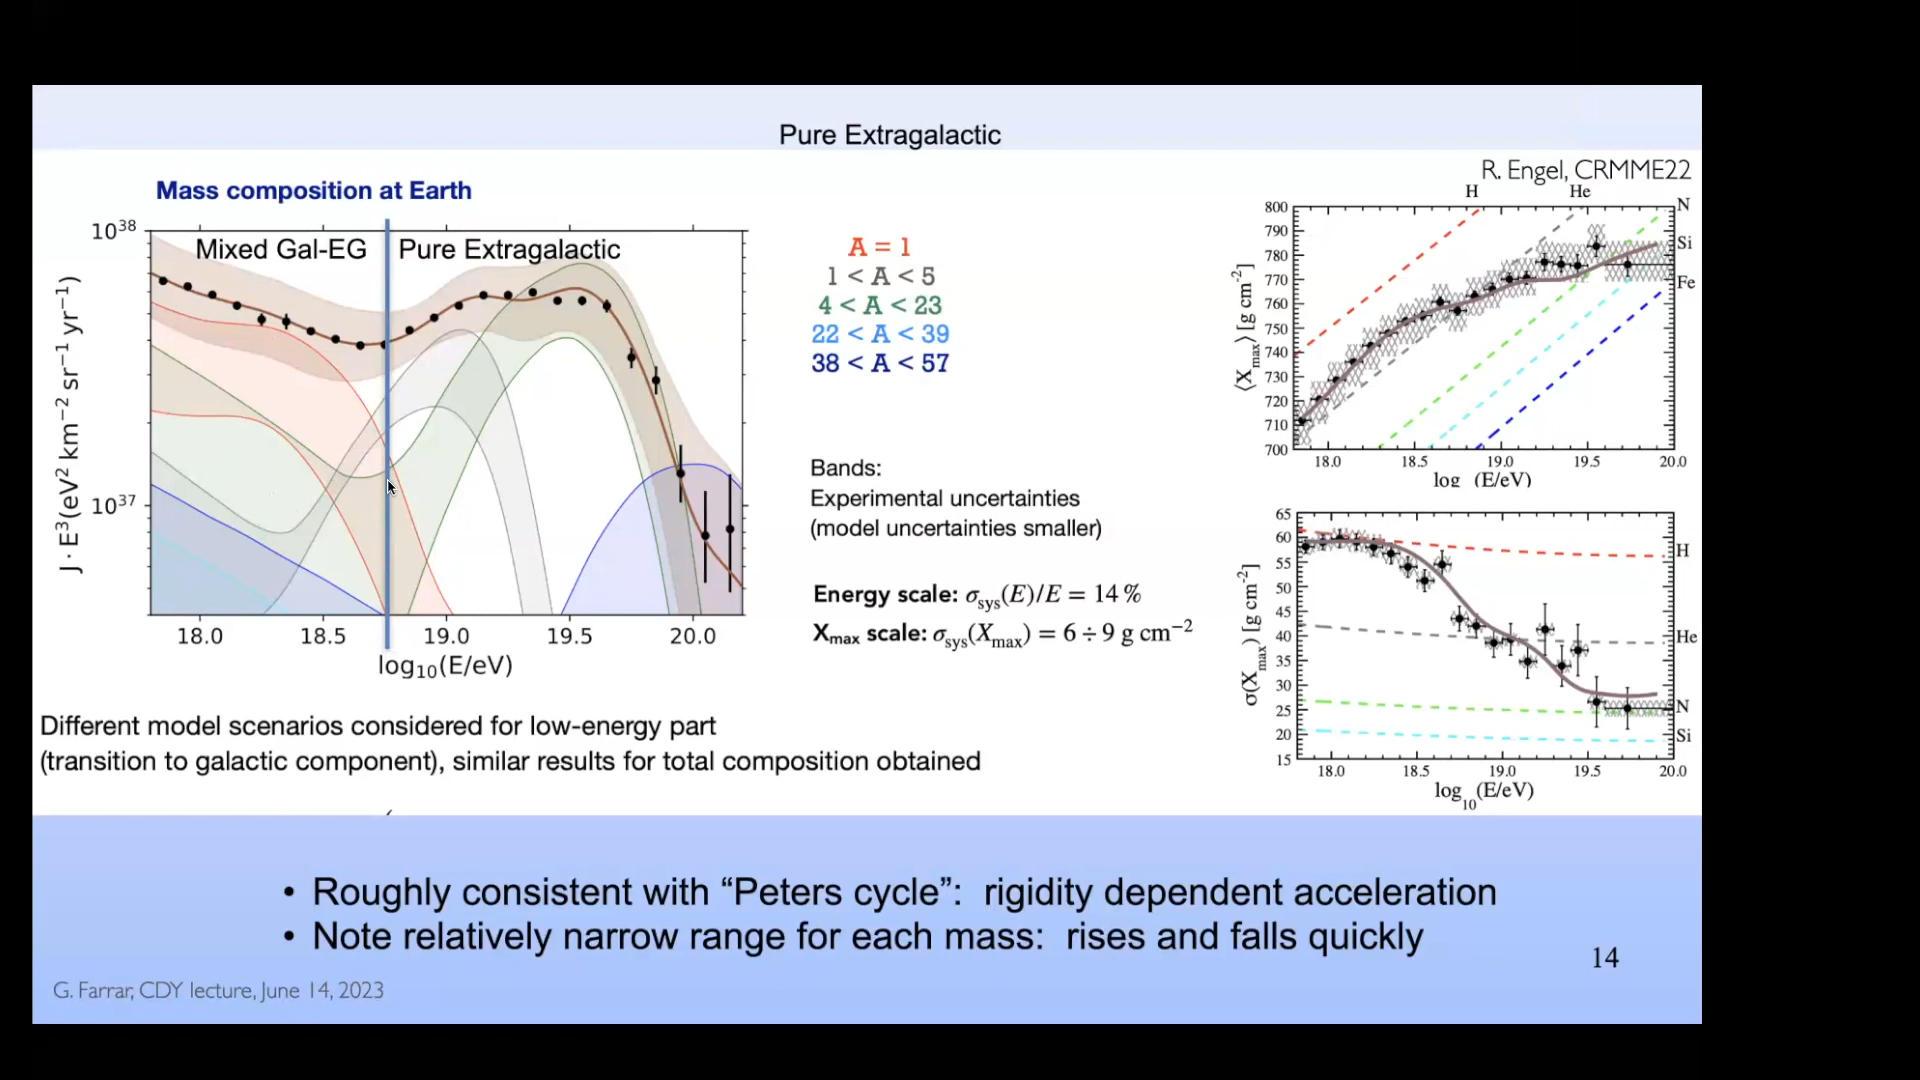 Pure Extragalactic
R. Engel, CRMME22
Mass composition at Earth
Mixed Gal-EG
Pure Extragalactic
10^38
10^37
J · E^3 (eV^2 km^−2 sr^−1 yr^−1)
18.0 18.5 19.0 19.5 20.0
log10(E/eV)
A = 1
1 < A < 5
4 < A < 23
22 < A < 39
38 < A < 57
Bands:
Experimental uncertainties
(model uncertainties smaller)
Energy scale: σsys(E)/E = 14 %
Xmax scale: σsys(Xmax) = 6 ÷ 9 g cm^−2
H He
N
Si
Fe
800
790
780
770
760
750
740
730
720
710
700
⟨Xmax⟩ [g cm^-2]
18.0 18.5 19.0 19.5 20.0
log (E/eV)
65
60
55
50
45
40
35
30
25
20
15
σ(Xmax) [g cm^-2]
H
He
N
Si
18.0 18.5 19.0 19.5 20.0
log10(E/eV)
Different model scenarios considered for low-energy part
(transition to galactic component), similar results for total composition obtained
• Roughly consistent with “Peters cycle”: rigidity dependent acceleration
• Note relatively narrow range for each mass: rises and falls quickly
14
G. Farrar, CDY lecture, June 14, 2023